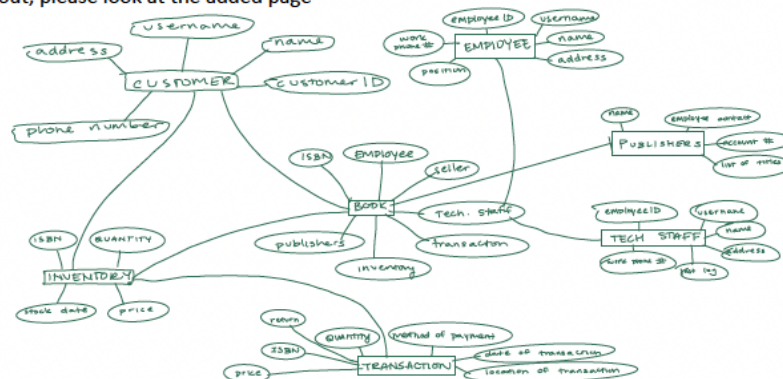 out, please look at the added page
username
address
name
CUSTOMER
customer ID
phone number
employee ID
username
work phone #
EMPLOYEE
name
address
position
name
employee contact
PUBLISHERS
account #
list of titles
ISBN
EMPLOYEE
seller
BOOK
Tech. staff
publishers
transaction
inventory
employeeID
username
TECH STAFF
name
address
work phone #
ISBN
QUANTITY
INVENTORY
stock date
price
return
QUANTITY
method of payment
ISBN
date of transaction
TRANSACTION
price
location of transaction